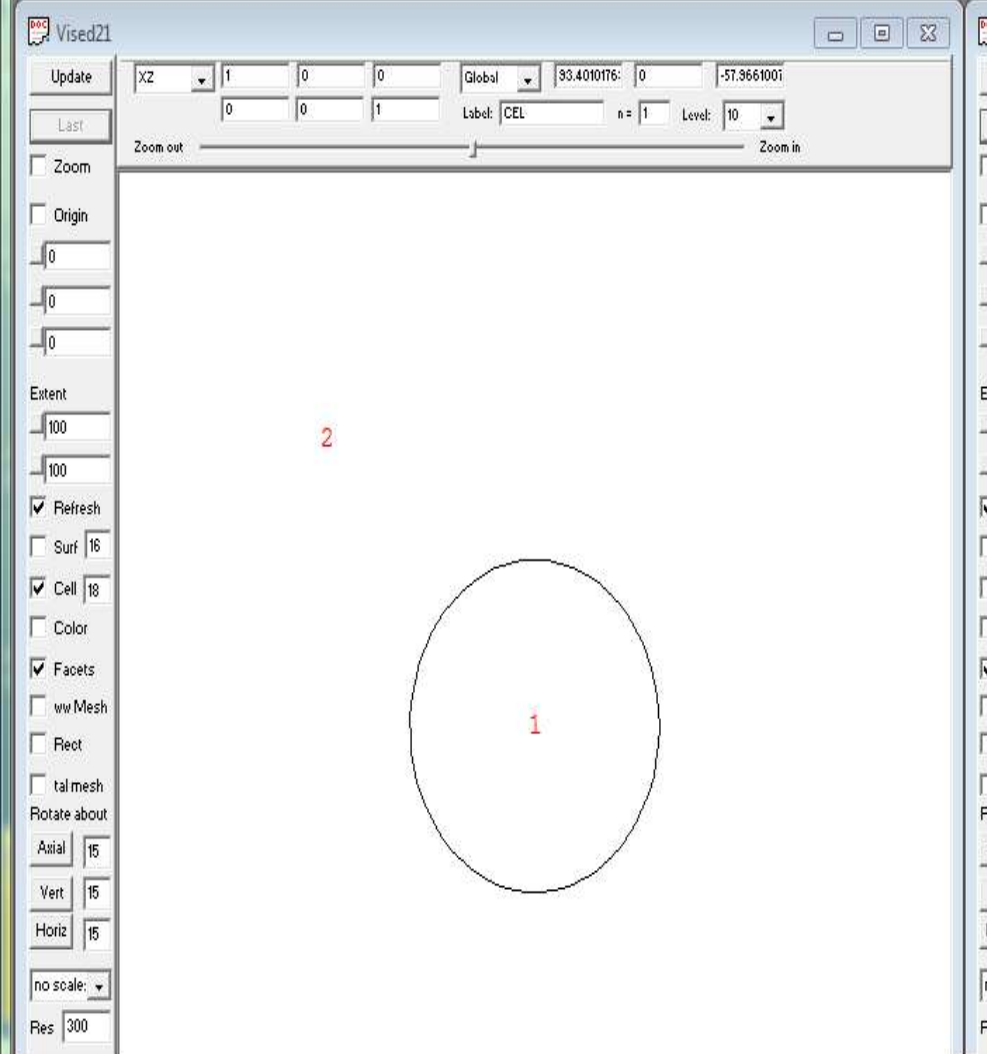 Vised21
Update XZ 1 0 0 Global 93.4010176: 0 -57.9661007
Last 0 0 1 Label: CEL n = 1 Level: 10
Zoom out Zoom in
Zoom
Origin
0
0
0
Extent
100
100
2
Refresh
Surf 16
Cell 18
Color
Facets
ww Mesh
1
Rect
tal mesh
Rotate about
Axial 15
Vert 15
Horiz 15
no scale:
Res 300